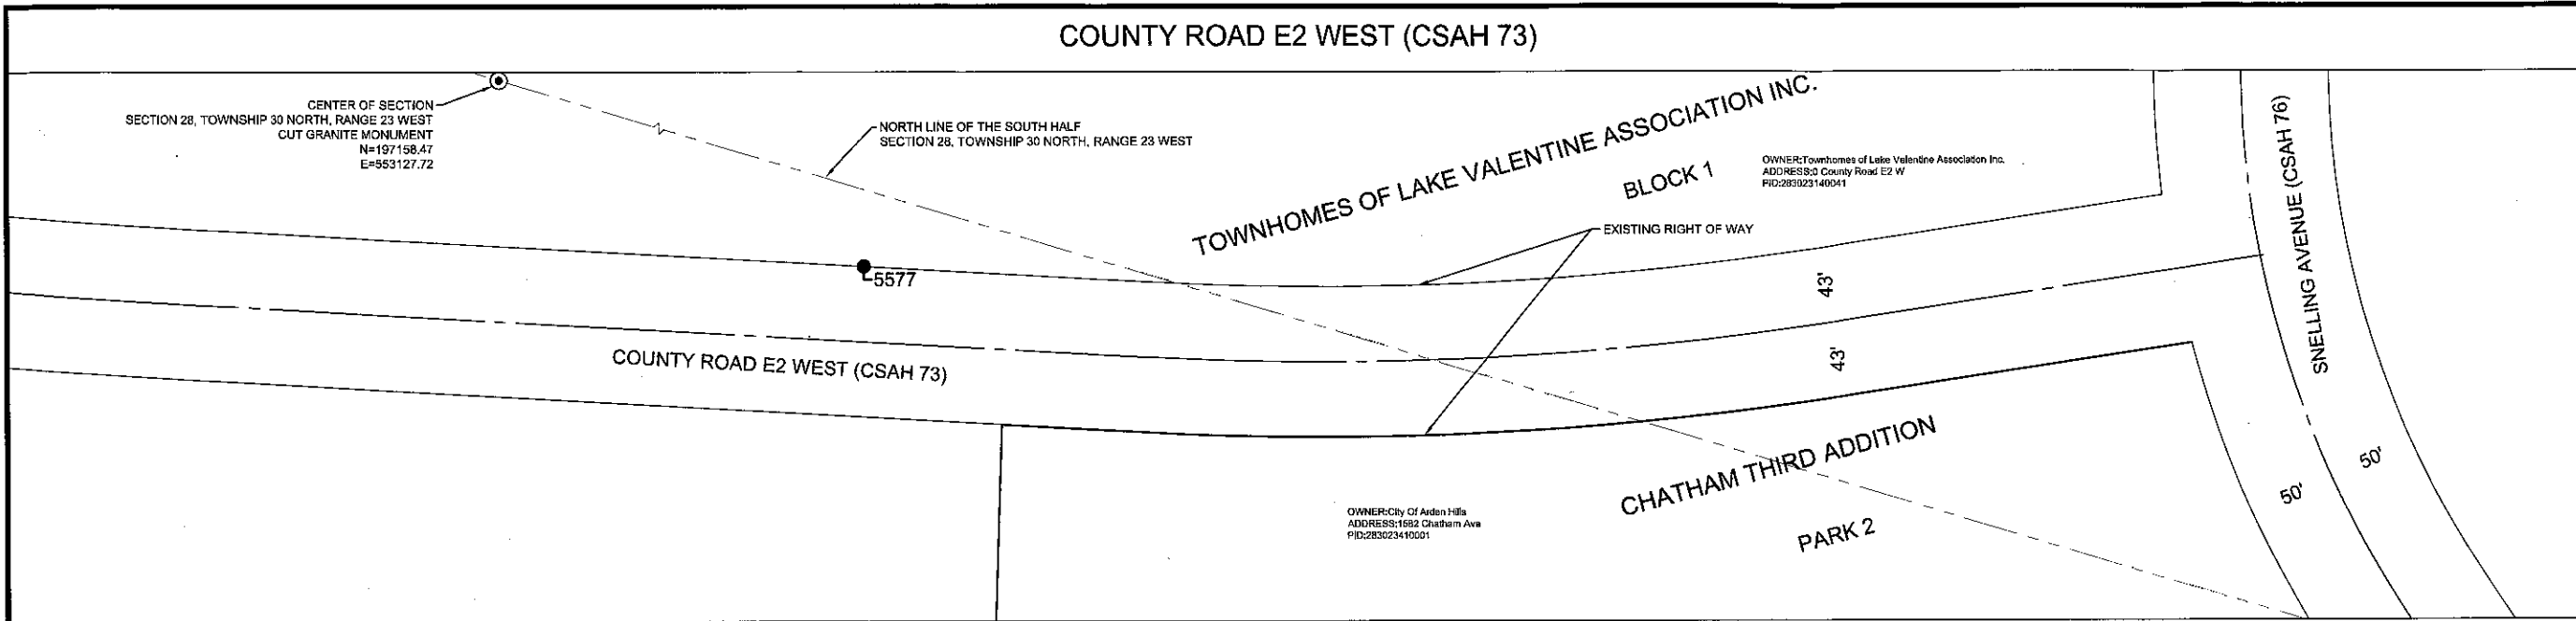 COUNTY ROAD E2 WEST (CSAH 73)
CENTER OF SECTION
SECTION 28, TOWNSHIP 30 NORTH, RANGE 23 WEST
CUT GRANITE MONUMENT
N=197158.47
E=553127.72
NORTH LINE OF THE SOUTH HALF
SECTION 28, TOWNSHIP 30 NORTH, RANGE 23 WEST
TOWNHOMES OF LAKE VALENTINE ASSOCIATION INC.
BLOCK 1
OWNER:Townhomes of Lake Valentine Association Inc.
ADDRESS:0 County Road E2 W
PID:283023140041
EXISTING RIGHT OF WAY
SNELLING AVENUE (CSAH 76)
5577
43'
43'
COUNTY ROAD E2 WEST (CSAH 73)
CHATHAM THIRD ADDITION
PARK 2
OWNER:City Of Arden Hills
ADDRESS:1582 Chatham Ave
PID:283023410001
50'
50'